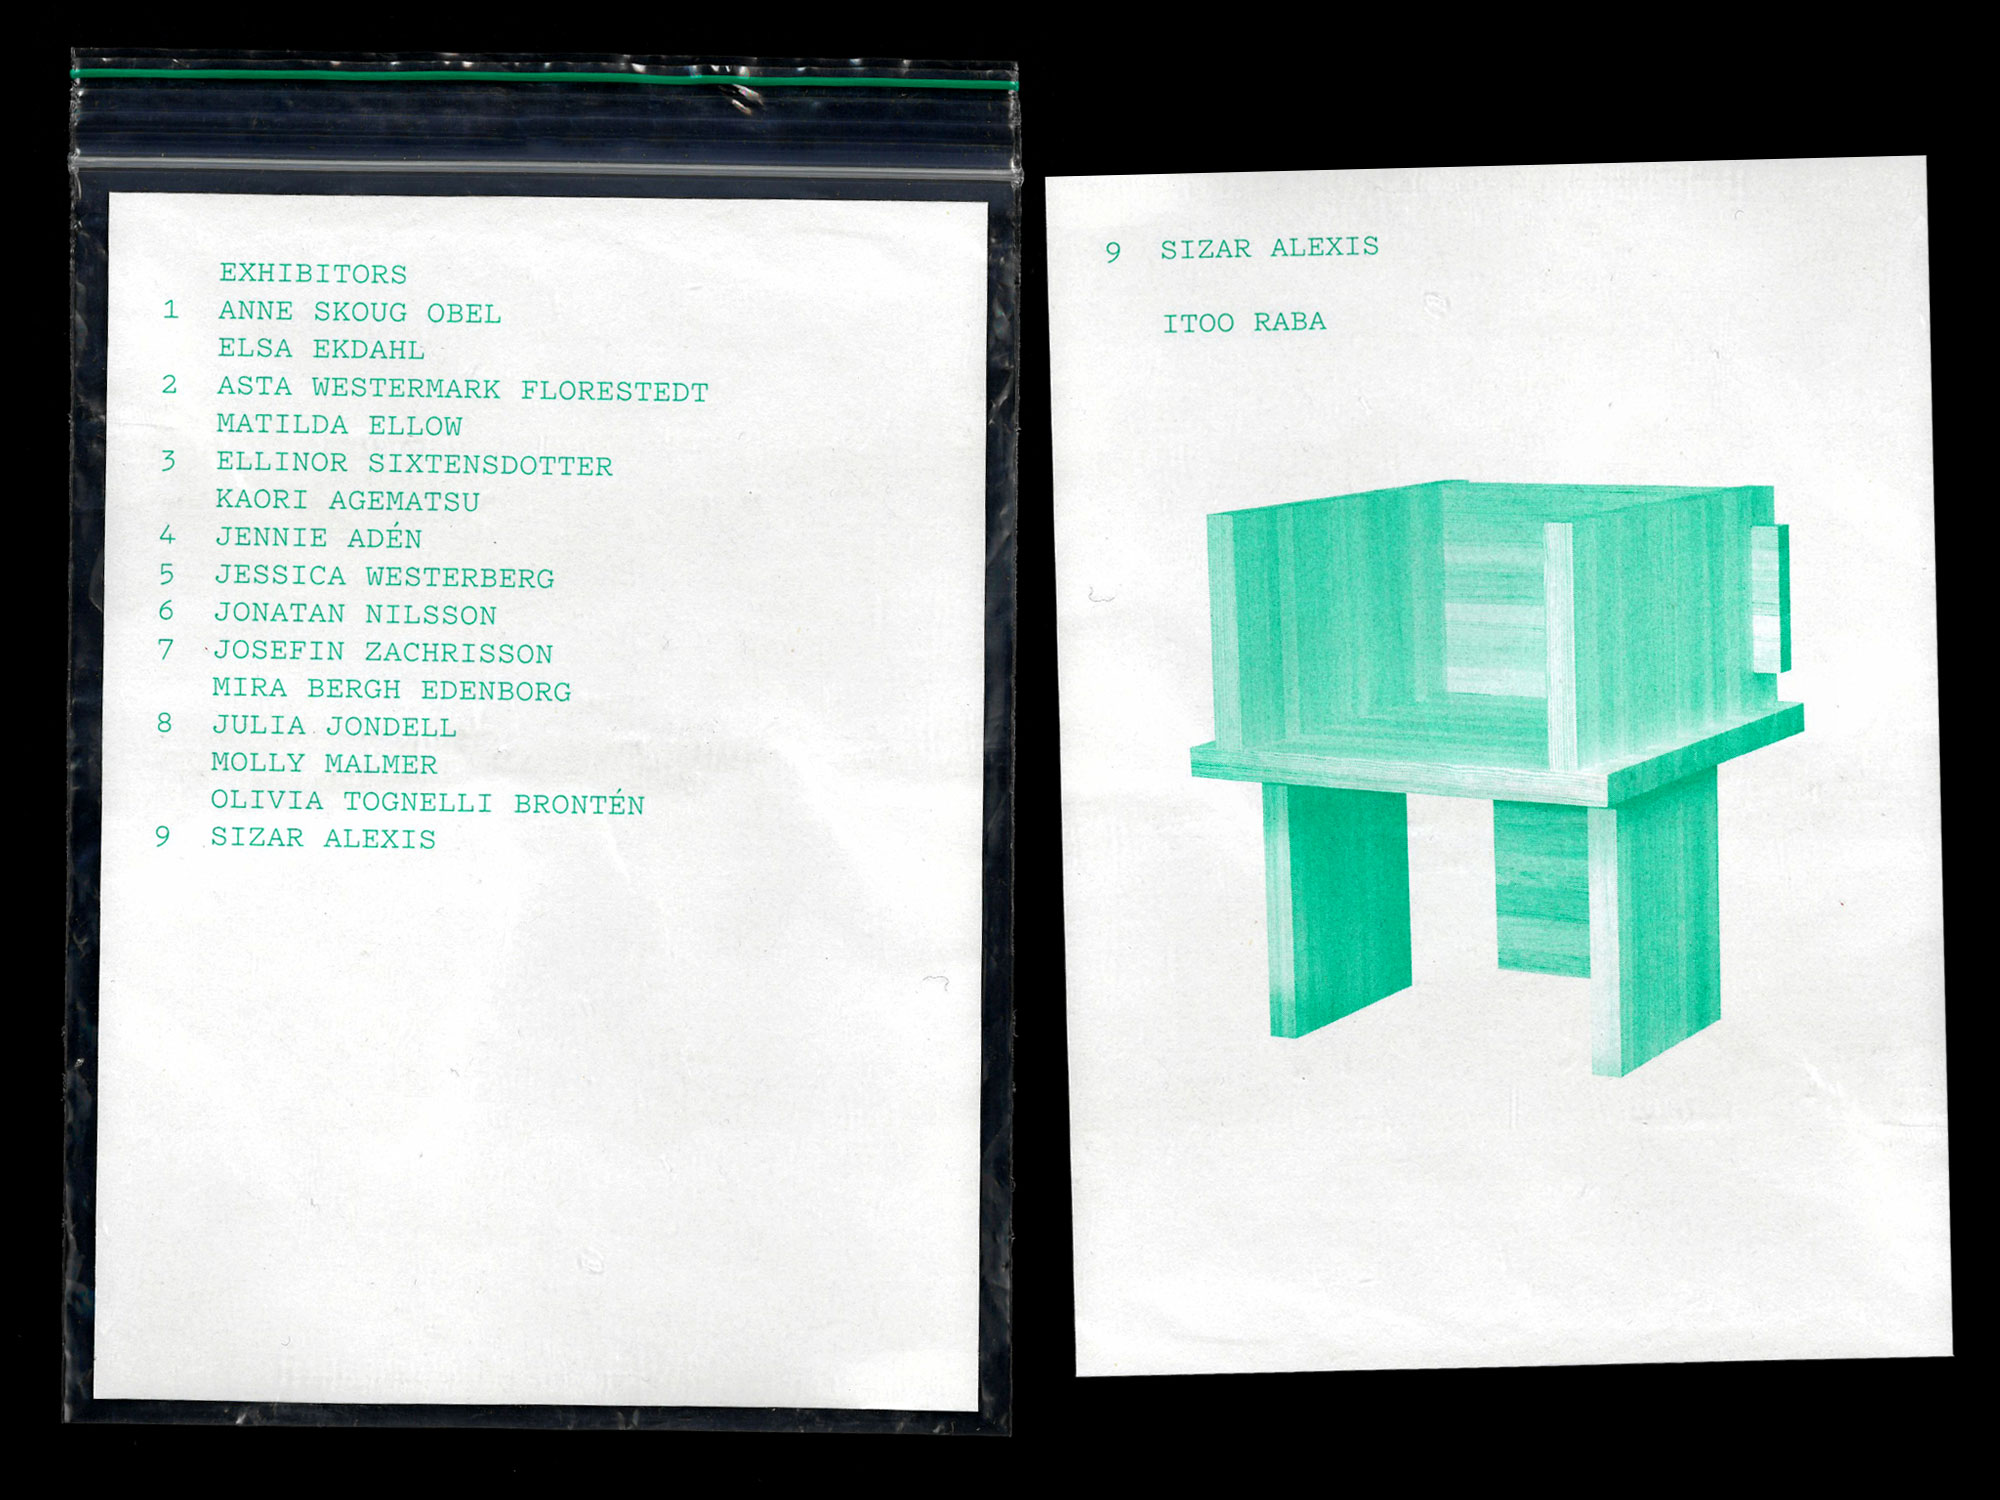 EXHIBITORS
1 ANNE SKOUG OBEL
ELSA EKDAHL
2 ASTA WESTERMARK FLORESTEDT
MATILDA ELLOW
3 ELLINOR SIXTENSDOTTER
KAORI AGEMATSU
4 JENNIE ADÉN
5 JESSICA WESTERBERG
6 JONATAN NILSSON
7 JOSEFIN ZACHRISSON
MIRA BERGH EDENBORG
8 JULIA JONDELL
MOLLY MALMER
OLIVIA TOGNELLI BRONTÉN
9 SIZAR ALEXIS
9 SIZAR ALEXIS
ITOO RABA